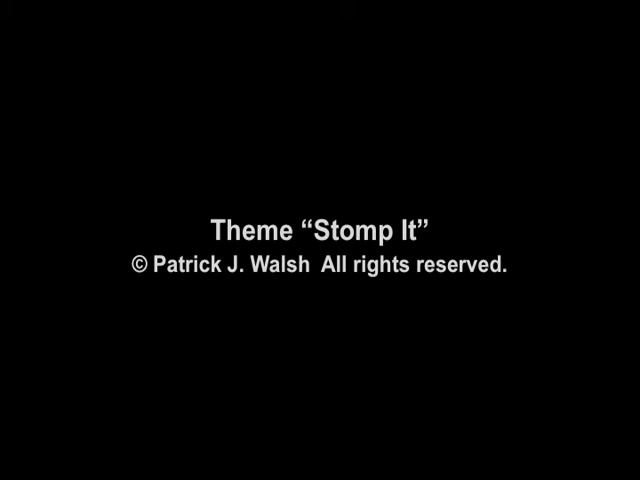 Theme “Stomp It”
© Patrick J. Walsh  All rights reserved.